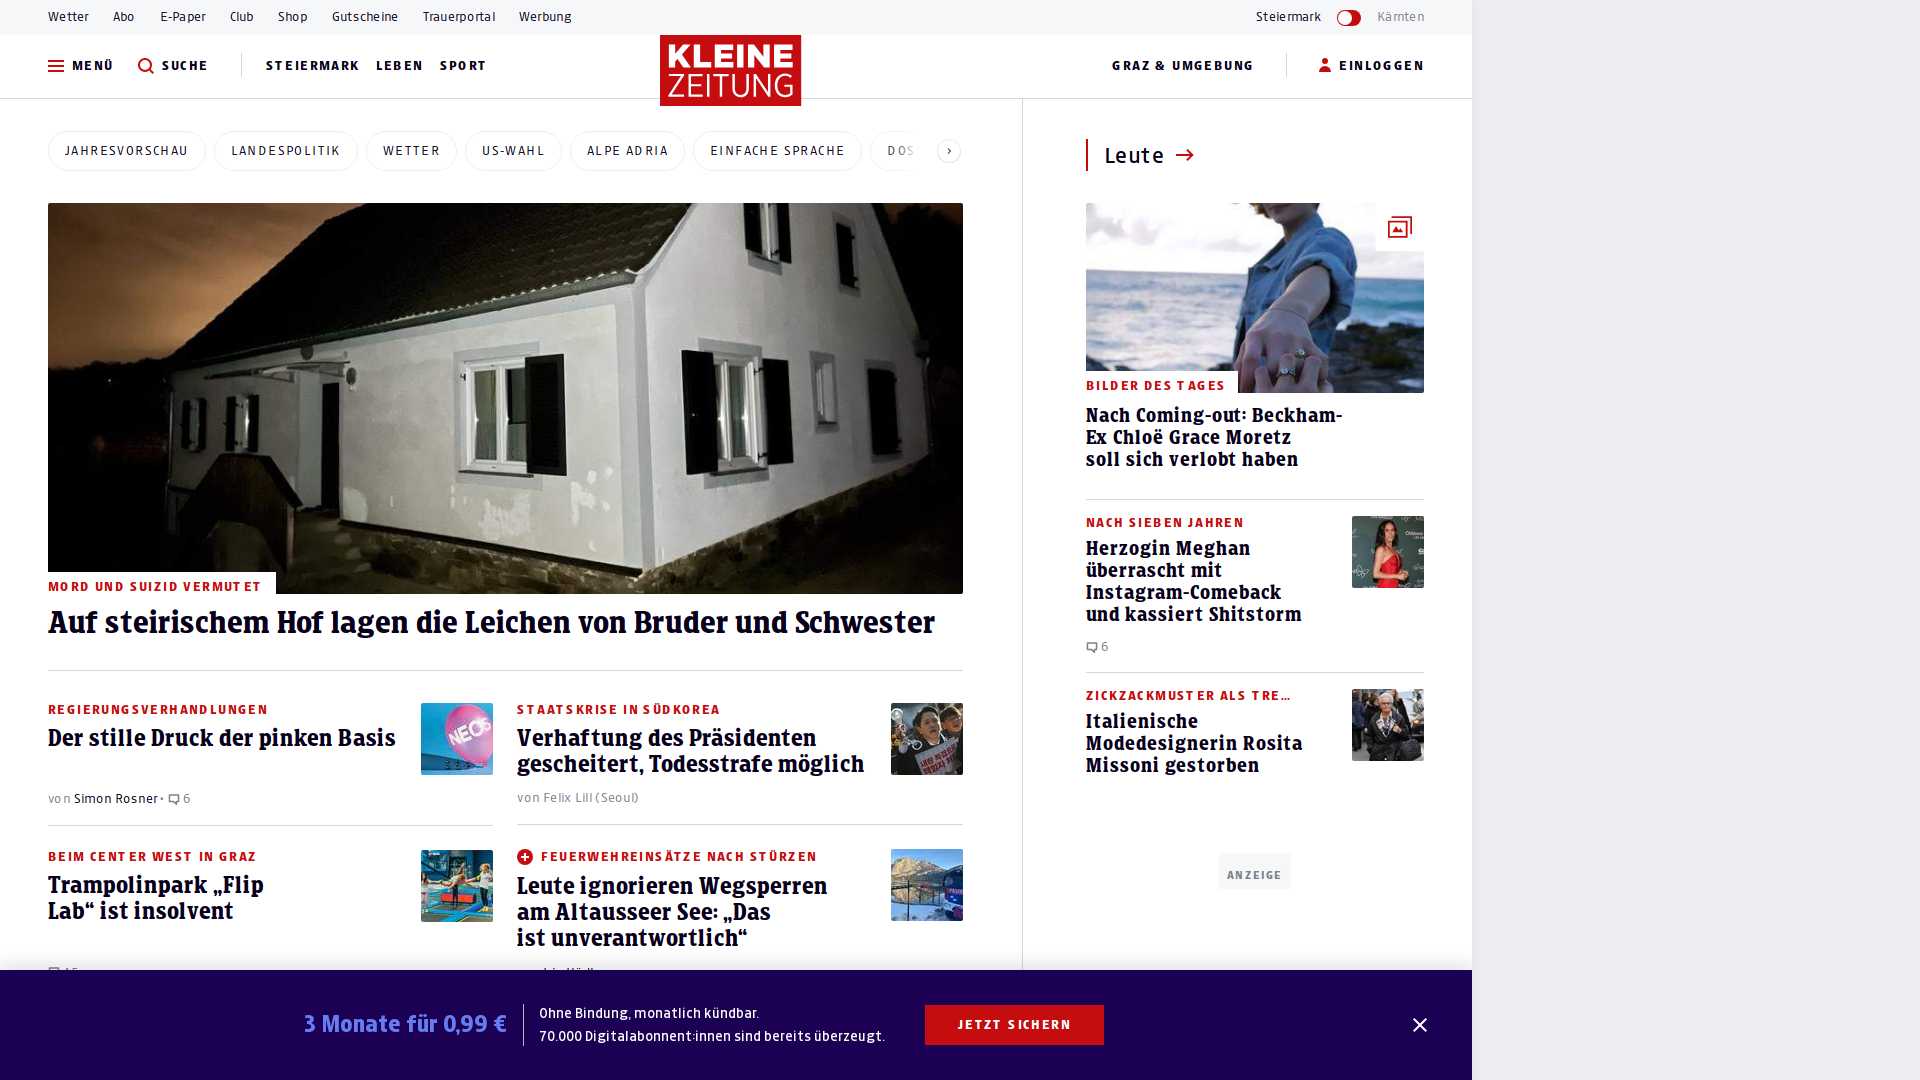 Wetter Abo E-Paper Club Shop Gutscheine Trauerportal Werbung Steiermark Kärnten
MENÜ SUCHE STEIERMARK LEBEN SPORT KLEINE ZEITUNG GRAZ & UMGEBUNG EINLOGGEN
JAHRESVORSCHAU LANDESPOLITIK WETTER US-WAHL ALPE ADRIA EINFACHE SPRACHE DOS
MORD UND SUIZID VERMUTET
Auf steirischem Hof lagen die Leichen von Bruder und Schwester
REGIERUNGSVERHANDLUNGEN
Der stille Druck der pinken Basis
NEOS
von Simon Rosner • 6
STAATSKRISE IN SÜDKOREA
Verhaftung des Präsidenten
gescheitert, Todesstrafe möglich
von Felix Lill (Seoul)
BEIM CENTER WEST IN GRAZ
Trampolinpark „Flip
Lab“ ist insolvent
FEUERWEHREINSÄTZE NACH STÜRZEN
Leute ignorieren Wegsperren
am Altausseer See: „Das
ist unverantwortlich“
Leute →
BILDER DES TAGES
Nach Coming-out: Beckham-
Ex Chloë Grace Moretz
soll sich verlobt haben
NACH SIEBEN JAHREN
Herzogin Meghan
überrascht mit
Instagram-Comeback
und kassiert Shitstorm
6
ZICKZACKMUSTER ALS TRE…
Italienische
Modedesignerin Rosita
Missoni gestorben
ANZEIGE
3 Monate für 0,99 €
Ohne Bindung, monatlich kündbar.
70.000 Digitalabonnent:innen sind bereits überzeugt.
JETZT SICHERN